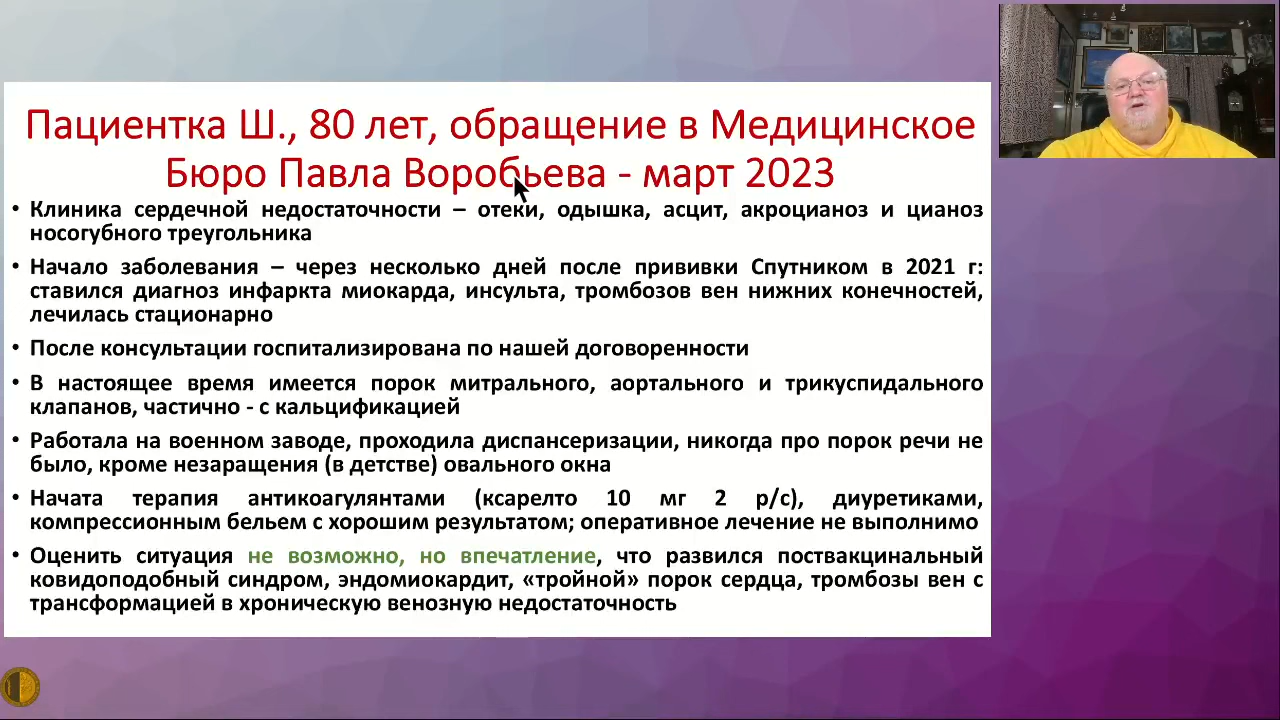 Пациентка Ш., 80 лет, обращение в Медицинское
Бюро Павла Воробьева - март 2023
• Клиника сердечной недостаточности – отеки, одышка, асцит, акроцианоз и цианоз
носогубного треугольника
• Начало заболевания – через несколько дней после прививки Спутником в 2021 г:
ставился диагноз инфаркта миокарда, инсульта, тромбозов вен нижних конечностей,
лечилась стационарно
• После консультации госпитализирована по нашей договоренности
• В настоящее время имеется порок митрального, аортального и трикуспидального
клапанов, частично - с кальцификацией
• Работала на военном заводе, проходила диспансеризации, никогда про порок речи не
было, кроме незаращения (в детстве) овального окна
• Начата терапия антикоагулянтами (ксарелто 10 мг 2 р/с), диуретиками,
компрессионным бельем с хорошим результатом; оперативное лечение не выполнимо
• Оценить ситуация не возможно, но впечатление, что развился поствакцинальный
ковидоподобный синдром, эндомиокардит, «тройной» порок сердца, тромбозы вен с
трансформацией в хроническую венозную недостаточность